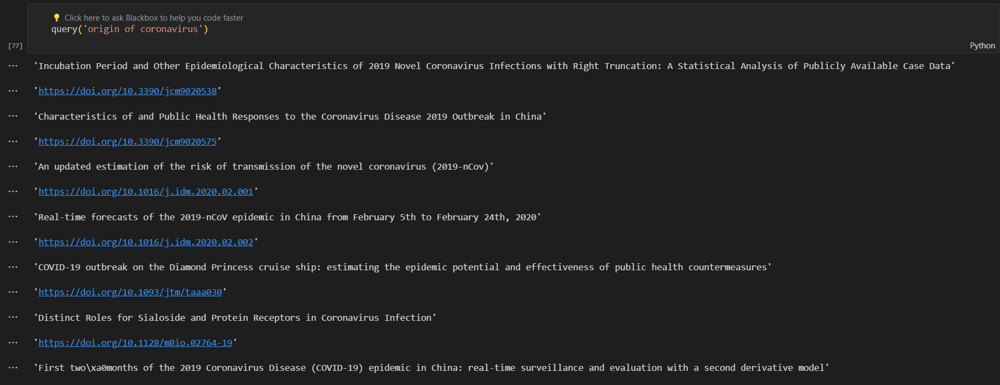 💡 Click here to ask Blackbox to help you code faster
query('origin of coronavirus')
[77]
Python
··· 'Incubation Period and Other Epidemiological Characteristics of 2019 Novel Coronavirus Infections with Right Truncation: A Statistical Analysis of Publicly Available Case Data'
··· 'https://doi.org/10.3390/jcm9020538'
··· 'Characteristics of and Public Health Responses to the Coronavirus Disease 2019 Outbreak in China'
··· 'https://doi.org/10.3390/jcm9020575'
··· 'An updated estimation of the risk of transmission of the novel coronavirus (2019-nCov)'
··· 'https://doi.org/10.1016/j.idm.2020.02.001'
··· 'Real-time forecasts of the 2019-nCoV epidemic in China from February 5th to February 24th, 2020'
··· 'https://doi.org/10.1016/j.idm.2020.02.002'
··· 'COVID-19 outbreak on the Diamond Princess cruise ship: estimating the epidemic potential and effectiveness of public health countermeasures'
··· 'https://doi.org/10.1093/jtm/taaa030'
··· 'Distinct Roles for Sialoside and Protein Receptors in Coronavirus Infection'
··· 'https://doi.org/10.1128/mBio.02764-19'
··· 'First two\xa0months of the 2019 Coronavirus Disease (COVID-19) epidemic in China: real-time surveillance and evaluation with a second derivative model'